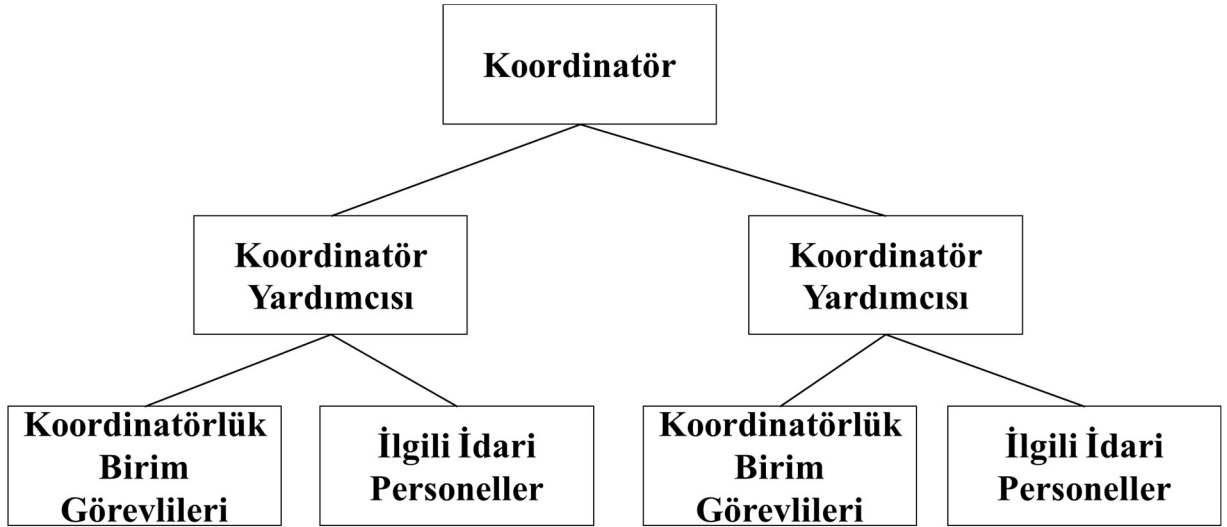 Koordinatör
Koordinatör
Yardımcısı
Koordinatör
Yardımcısı
Koordinatörlük
Birim
Görevlileri
İlgili İdari
Personeller
Koordinatörlük
Birim
Görevlileri
İlgili İdari
Personeller